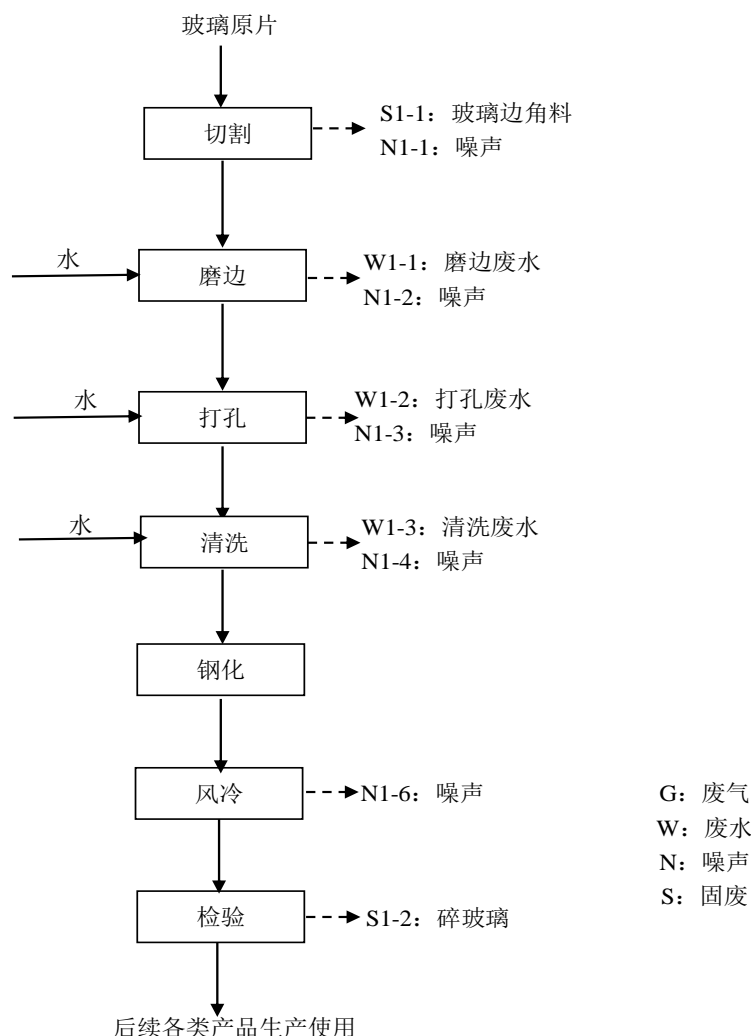 玻璃原片
切割
S1-1：玻璃边角料
N1-1：噪声
水
磨边
W1-1：磨边废水
N1-2：噪声
水
打孔
W1-2：打孔废水
N1-3：噪声
水
清洗
W1-3：清洗废水
N1-4：噪声
钢化
风冷
N1-6：噪声
检验
S1-2：碎玻璃
后续各类产品生产使用
G：废气
W：废水
N：噪声
S：固废